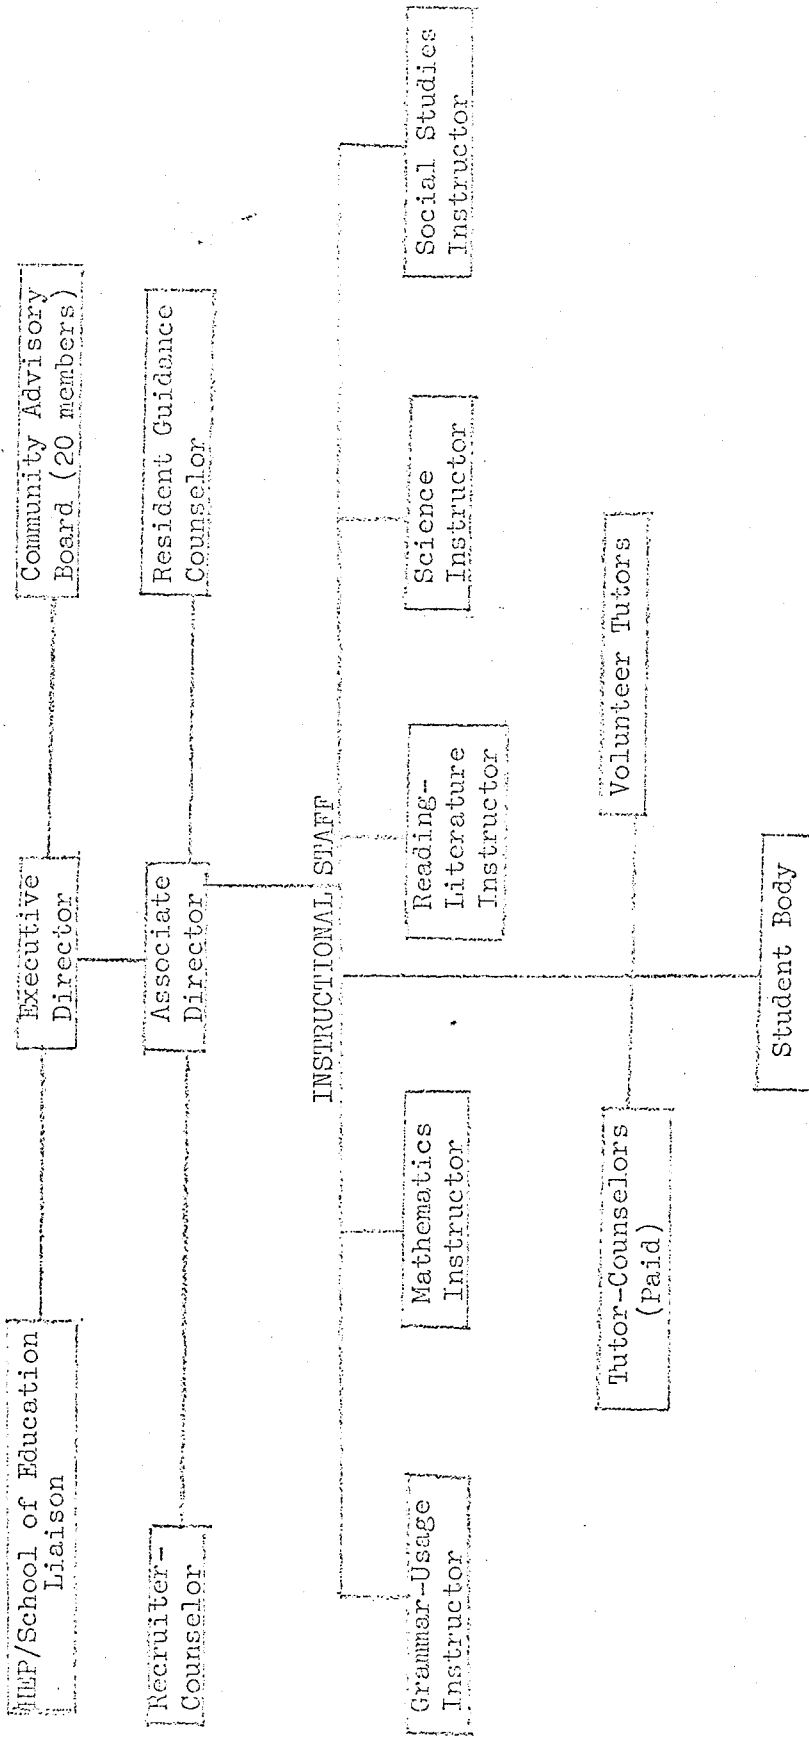 HEP/School of Education
Liaison
Executive
Director
Community Advisory
Board (20 members)
Recruiter-
Counselor
Associate
Director
Resident Guidance
Counselor
INSTRUCTIONAL STAFF
Grammar-Usage
Instructor
Mathematics
Instructor
Reading-
Literature
Instructor
Science
Instructor
Social Studies
Instructor
Tutor-Counselors
(Paid)
Volunteer Tutors
Student Body